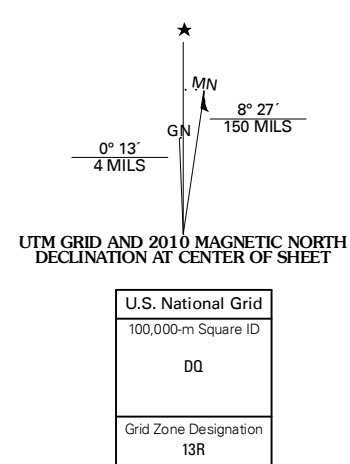 ★
MN
GN
8° 27´
150 MILS
0° 13´
4 MILS
UTM GRID AND 2010 MAGNETIC NORTH
DECLINATION AT CENTER OF SHEET
U.S. National Grid
100,000-m Square ID
DQ
Grid Zone Designation
13R